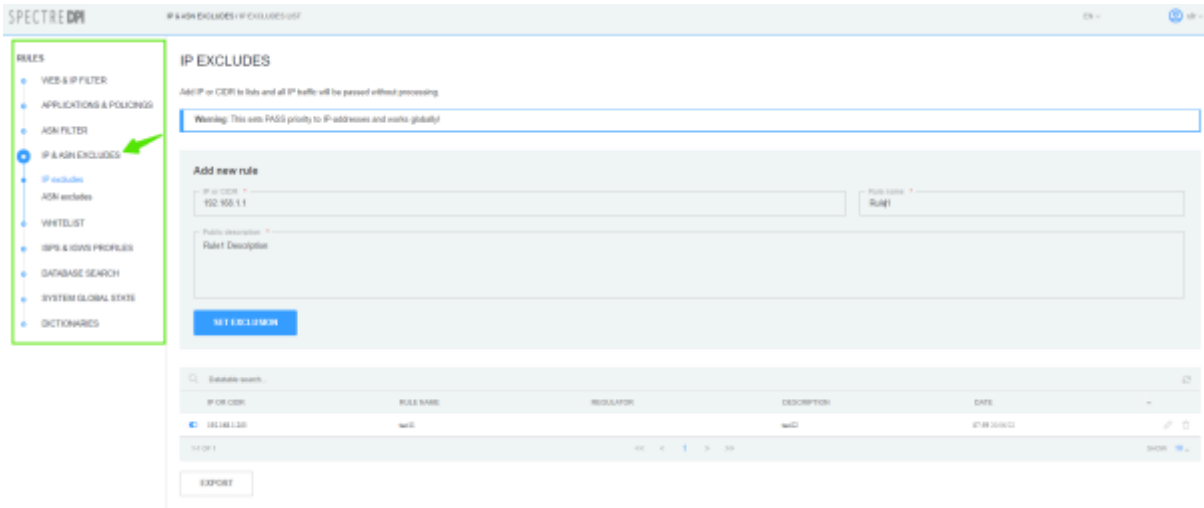 SPECTREDPI
IP & ASN EXCLUDES / IP EXCLUDES LIST
EN
RULES
WEB & IP FILTER
APPLICATIONS & POLICINGS
ASN FILTER
IP & ASN EXCLUDES
IP excludes
ASN excludes
WHITELIST
ISPS & IGWS PROFILES
DATABASE SEARCH
SYSTEM GLOBAL STATE
DICTIONARIES
IP EXCLUDES
Add IP or CIDR to lists and all IP traffic will be passed without processing.
Warning: This sets PASS priority to IP-addresses and works globally!
Add new rule
IP or CIDR *
192.168.1.1
Rule name *
Rule1
Public description *
Rule1 Description
SET EXCLUSION
Datatable search...
IP OR CIDR RULE NAME REGULATOR DESCRIPTION DATE
1-1 OF 1 << < 1 > >> SHOW 10
EXPORT